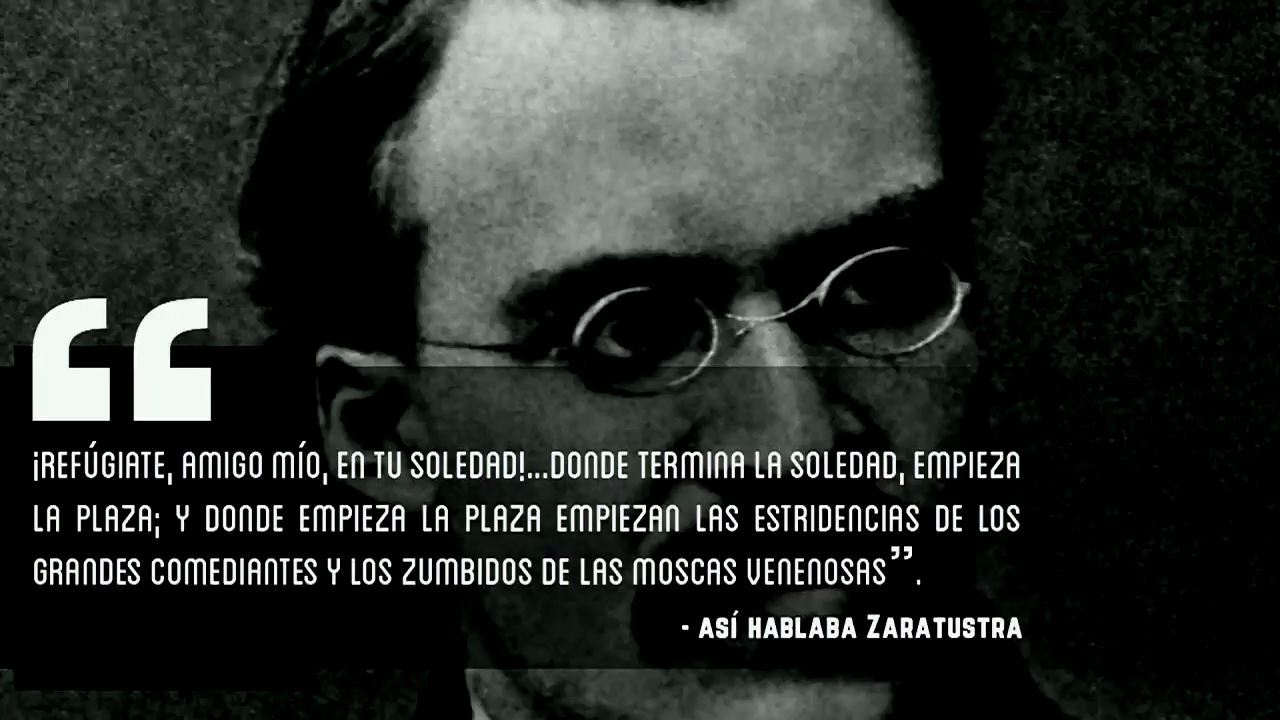 “
¡REFÚGIATE, AMIGO MÍO, EN TU SOLEDAD!...DONDE TERMINA LA SOLEDAD, EMPIEZA
LA PLAZA; Y DONDE EMPIEZA LA PLAZA EMPIEZAN LAS ESTRIDENCIAS DE LOS
GRANDES COMEDIANTES Y LOS ZUMBIDOS DE LAS MOSCAS VENENOSAS”.
- ASÍ HABLABA ZARATUSTRA